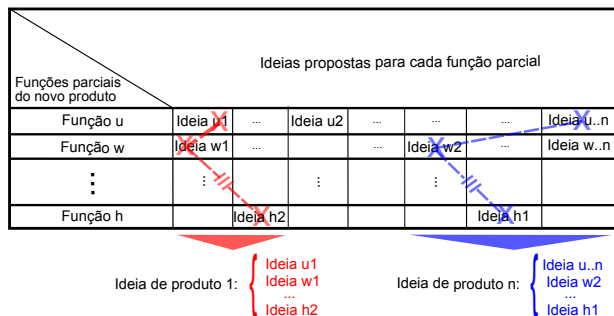 Ideias propostas para cada função parcial
Funções parciais
do novo produto
Função u Ideia u1 ... Ideia u2 ... ... ... Ideia u..n
Função w Ideia w1 ... ... Ideia w2 ... Ideia w..n
⋮ ⋮ ⋮ ⋮ ⋮
Função h Ideia h2 Ideia h1
Ideia de produto 1: { Ideia u1
Ideia w1
...
Ideia h2
Ideia de produto n: { Ideia u..n
Ideia w2
...
Ideia h1